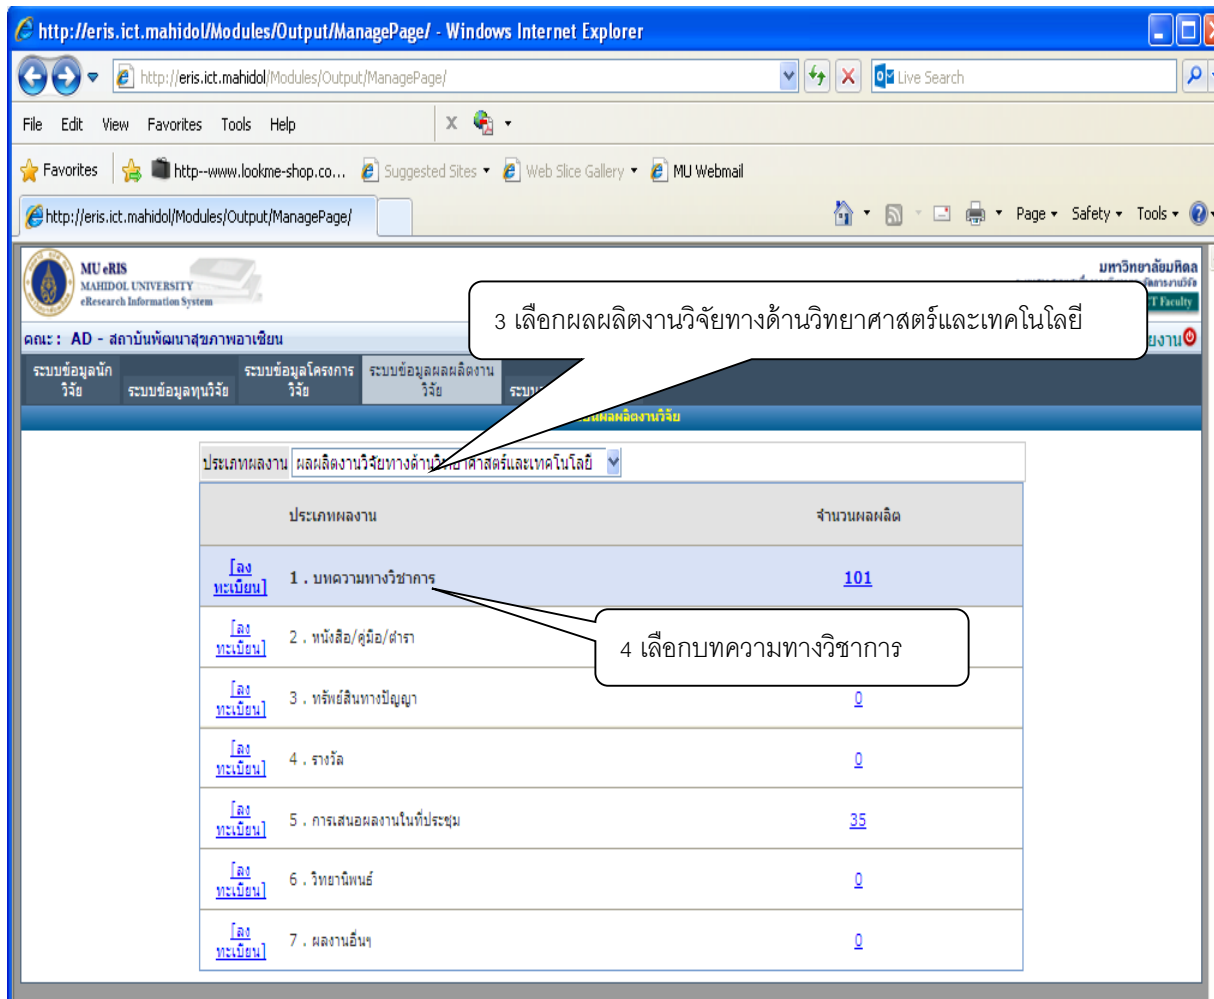 http://eris.ict.mahidol/Modules/Output/ManagePage/ - Windows Internet Explorer
http://eris.ict.mahidol/Modules/Output/ManagePage/
Live Search
File Edit View Favorites Tools Help
Favorites http--www.lookme-shop.co... Suggested Sites Web Slice Gallery MU Webmail
http://eris.ict.mahidol/Modules/Output/ManagePage/
Page Safety Tools
MU eRIS
MAHIDOL UNIVERSITY
eResearch Information System
มหาวิทยาลัยมหิดล
Faculty
3 เลือกผลผลิตงานวิจัยทางด้านวิทยาศาสตร์และเทคโนโลยี
คณะ : AD - สถาบันพัฒนาสุขภาพอาเซียน
ระบบข้อมูลนักวิจัย
ระบบข้อมูลทุนวิจัย
ระบบข้อมูลโครงการวิจัย
ระบบข้อมูลผลผลิตงานวิจัย
ผลผลิตงานวิจัย
ประเภทผลงาน ผลผลิตงานวิจัยทางด้านวิทยาศาสตร์และเทคโนโลยี
ประเภทผลงาน จำนวนผลผลิต
[ลงทะเบียน] 1 . บทความทางวิชาการ 101
[ลงทะเบียน] 2 . หนังสือ/คู่มือ/ตำรา
4 เลือกบทความทางวิชาการ
[ลงทะเบียน] 3 . ทรัพย์สินทางปัญญา 0
[ลงทะเบียน] 4 . รางวัล 0
[ลงทะเบียน] 5 . การเสนอผลงานในที่ประชุม 35
[ลงทะเบียน] 6 . วิทยานิพนธ์ 0
[ลงทะเบียน] 7 . ผลงานอื่นๆ 0